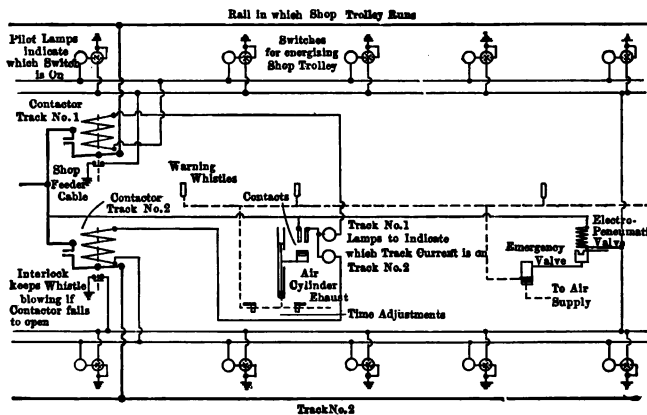 Rail in which Shop Trolley Runs
Pilot Lamps
indicate
which Switch
is On
Switches
for energizing
Shop Trolley
Contactor
Track No.1
Shop
Feeder
Cable
Contactor
Track No.2
Warning
Whistles
Contacts
Track No.1
Lamps to Indicate
which Track Current is on
Track No.2
Air
Cylinder
Exhaust
Time Adjustments
Electro-
Peneumati
Valve
Emergency
Valve
To Air
Supply
Interlock
keeps Whistle
blowing if
Contactor fails
to open
Track No.2